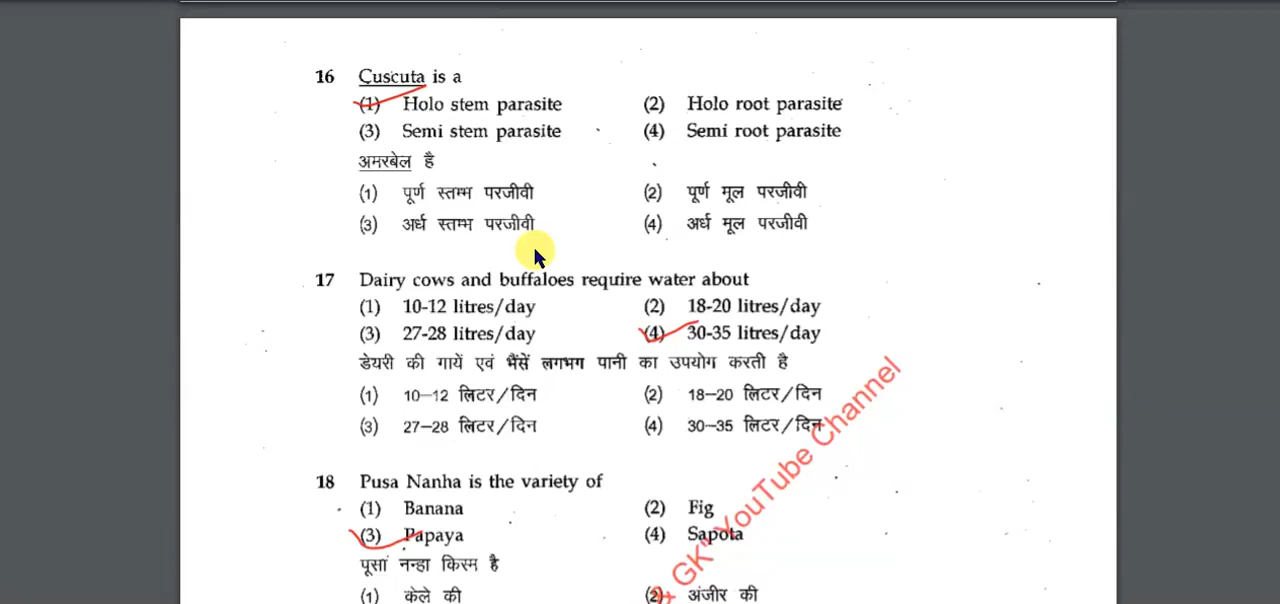 16 Cuscuta is a
(1) Holo stem parasite (2) Holo root parasite
(3) Semi stem parasite (4) Semi root parasite
अमरबेल है
(1) पूर्ण स्तम्भ परजीवी (2) पूर्ण मूल परजीवी
(3) अर्ध स्तम्भ परजीवी (4) अर्ध मूल परजीवी
17 Dairy cows and buffaloes require water about
(1) 10-12 litres/day (2) 18-20 litres/day
(3) 27-28 litres/day (4) 30-35 litres/day
डेयरी की गायें एवं भैंसें लगभग पानी का उपयोग करती है
(1) 10–12 लिटर/दिन (2) 18–20 लिटर/दिन
(3) 27–28 लिटर/दिन (4) 30–35 लिटर/दिन
18 Pusa Nanha is the variety of
(1) Banana (2) Fig
(3) Papaya (4) Sapota
पूसा नन्हा किस्म है
(1) केले की (2) अंजीर की
GK" YouTube Channel